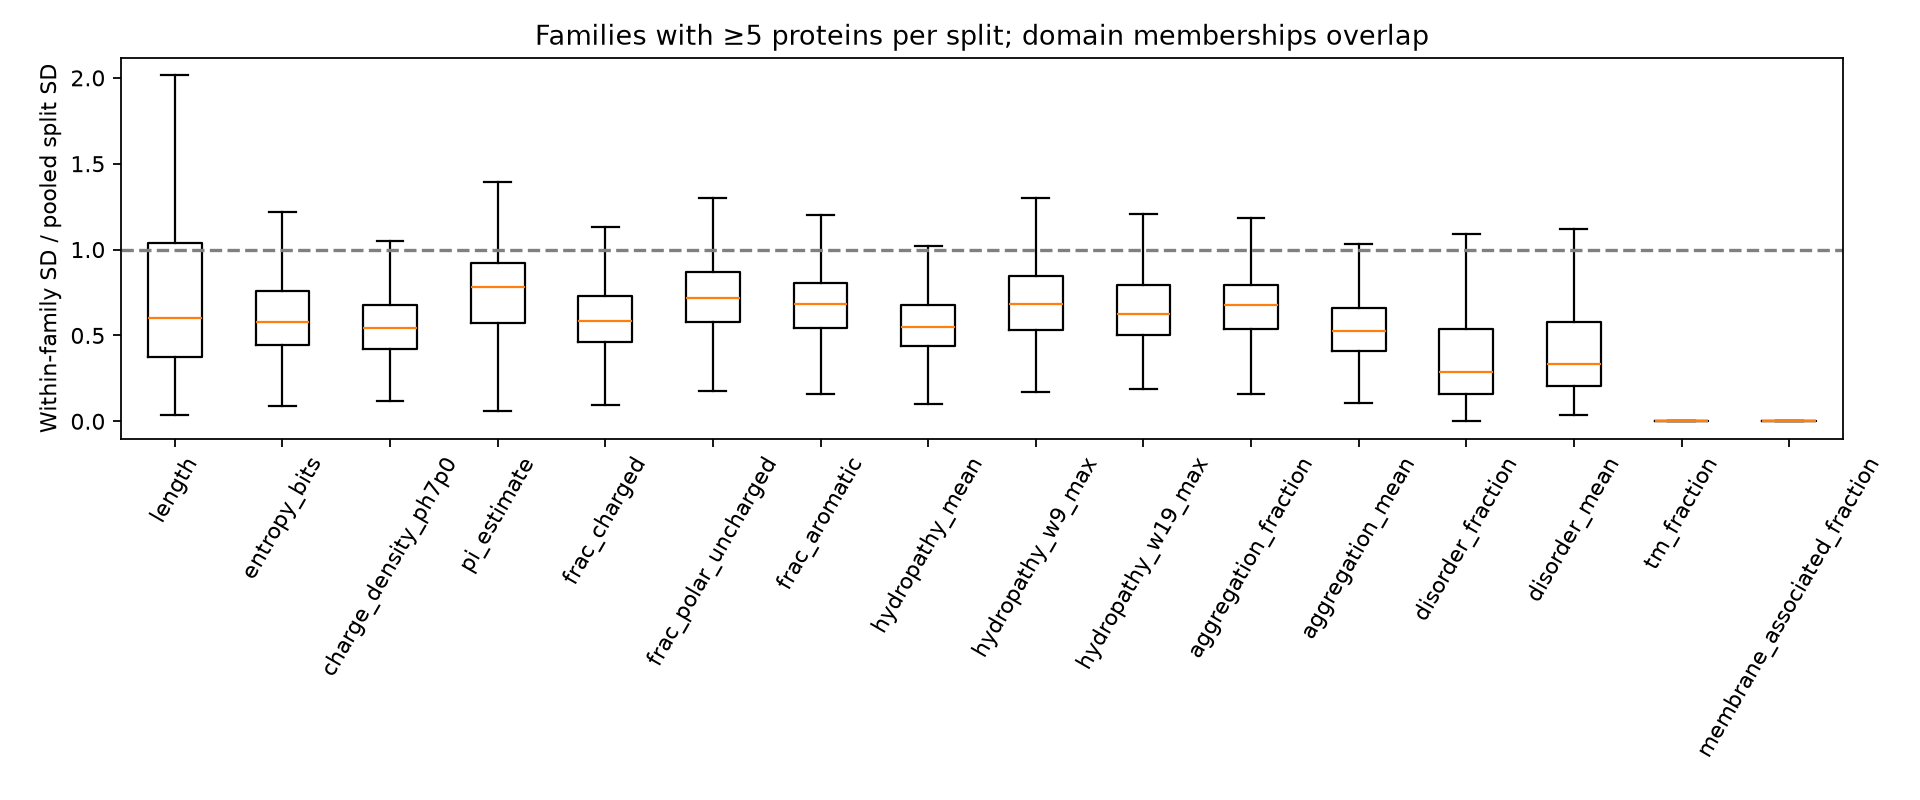 Families with ≥5 proteins per split; domain memberships overlap
Within-family SD / pooled split SD
2.0
1.5
1.0
0.5
0.0
length
entropy_bits
charge_density_ph7p0
pi_estimate
frac_charged
frac_polar_uncharged
frac_aromatic
hydropathy_mean
hydropathy_w9_max
hydropathy_w19_max
aggregation_fraction
aggregation_mean
disorder_fraction
disorder_mean
tm_fraction
membrane_associated_fraction